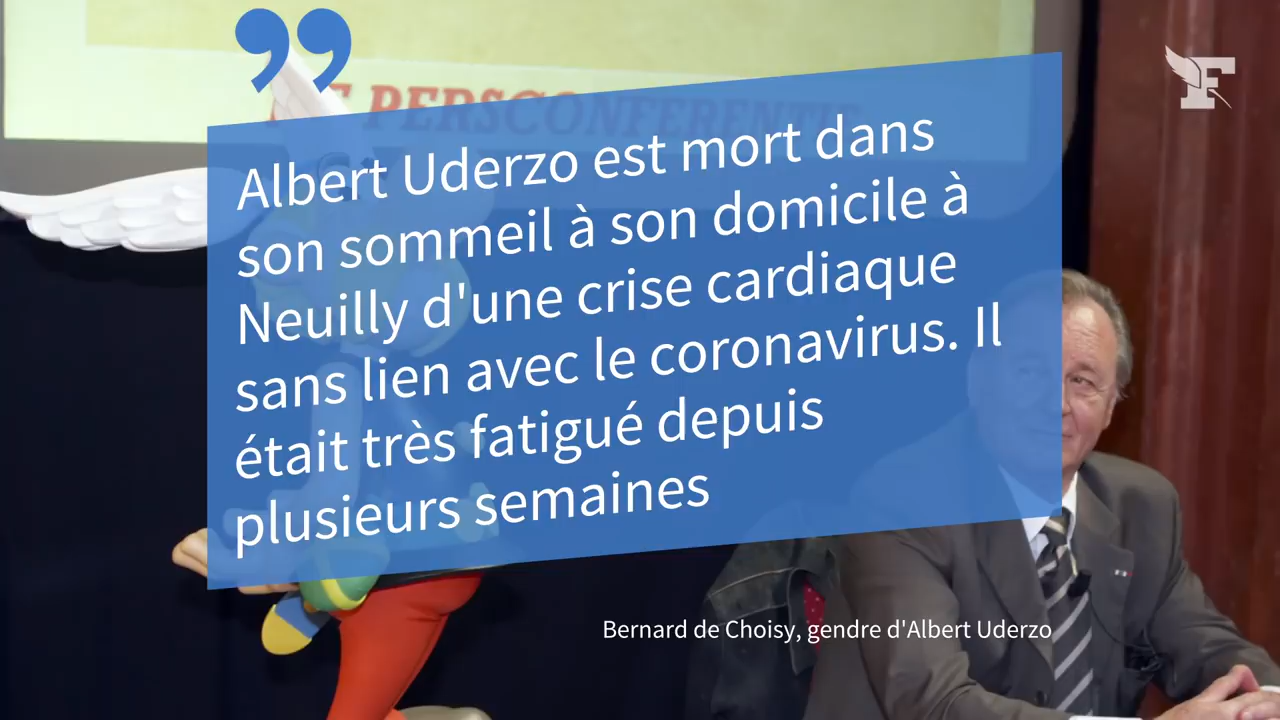 ”
F
E PERSCONFERENTIE
Albert Uderzo est mort dans
son sommeil à son domicile à
Neuilly d'une crise cardiaque
sans lien avec le coronavirus. Il
était très fatigué depuis
plusieurs semaines
Bernard de Choisy, gendre d'Albert Uderzo